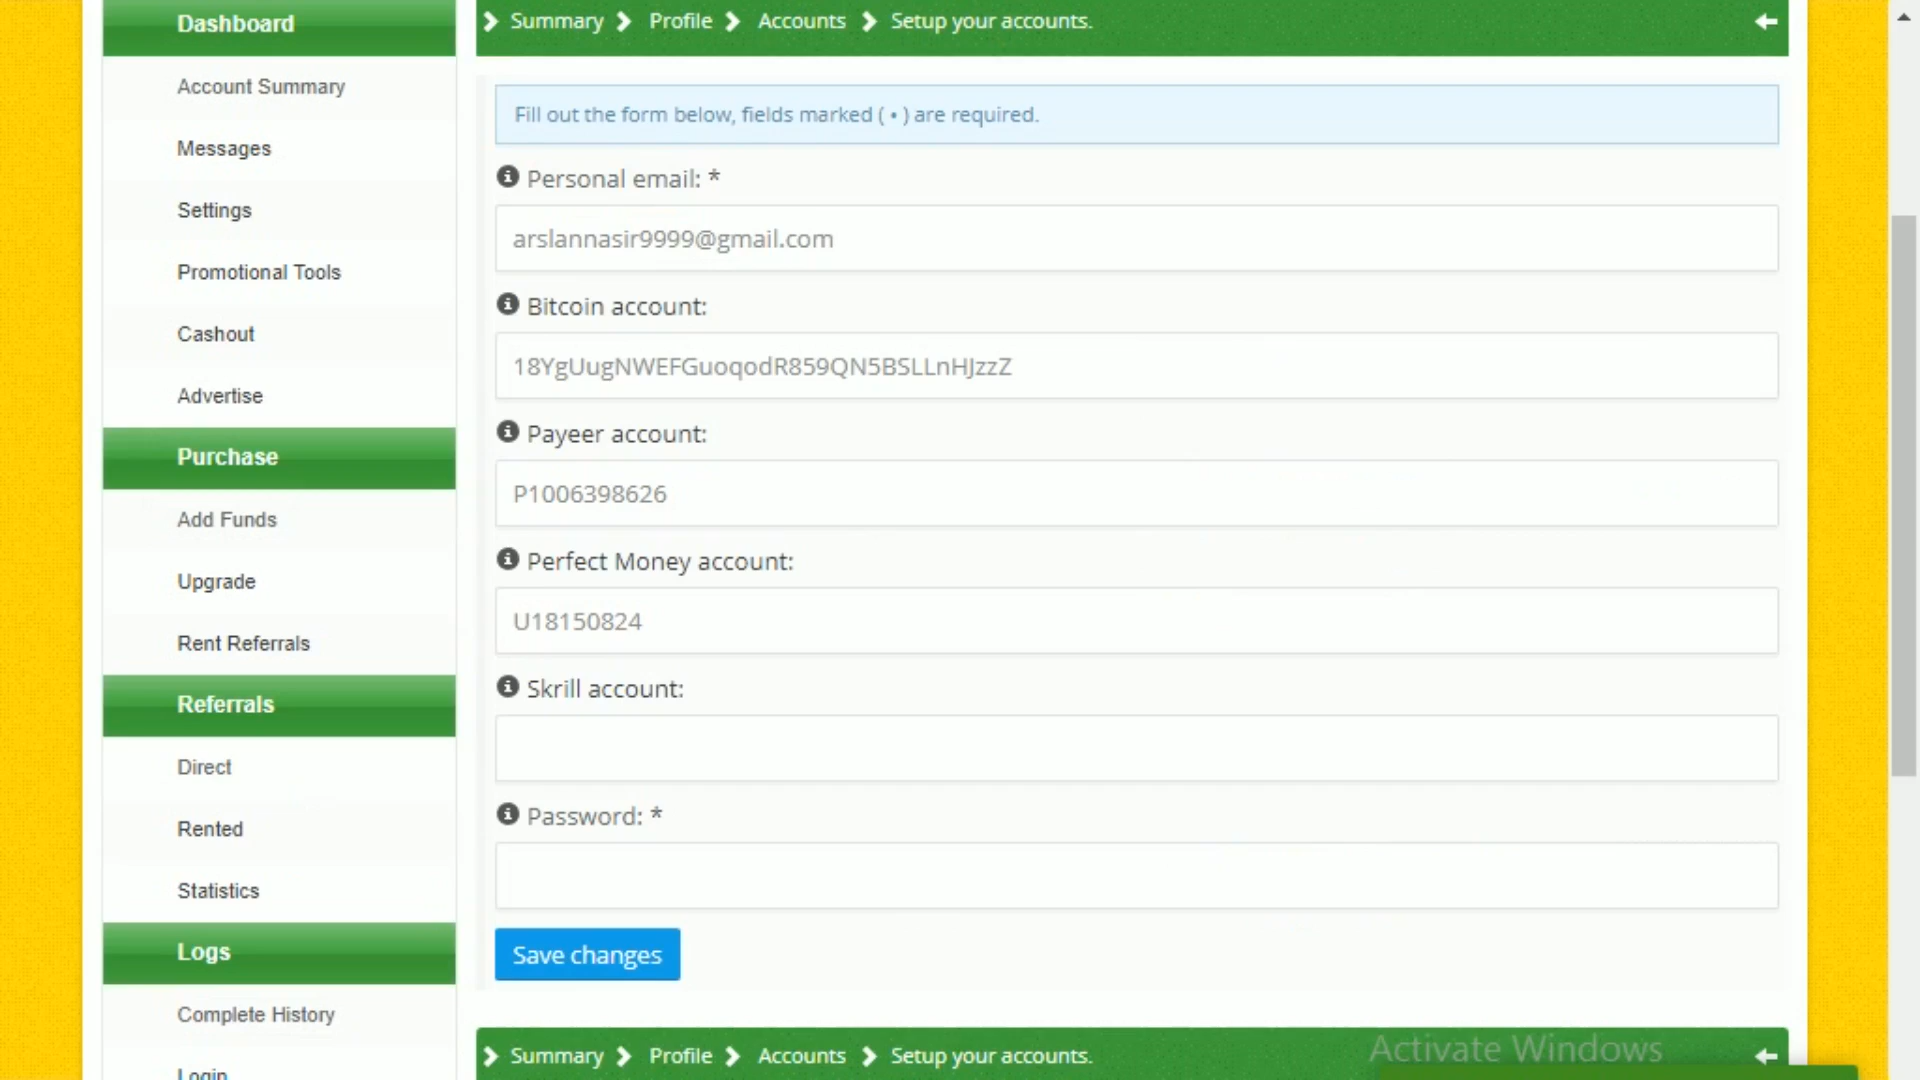 Dashboard
Account Summary
Messages
Settings
Promotional Tools
Cashout
Advertise
Purchase
Add Funds
Upgrade
Rent Referrals
Referrals
Direct
Rented
Statistics
Logs
Complete History
Login
Summary Profile Accounts Setup your accounts.
Fill out the form below, fields marked ( • ) are required.
Personal email: *
arslannasir9999@gmail.com
Bitcoin account:
18YgUugNWEFGuoqodR859QN5BSLLnHJzzZ
Payeer account:
P1006398626
Perfect Money account:
U18150824
Skrill account:
Password: *
Save changes
Summary Profile Accounts Setup your accounts.
Activate Windows